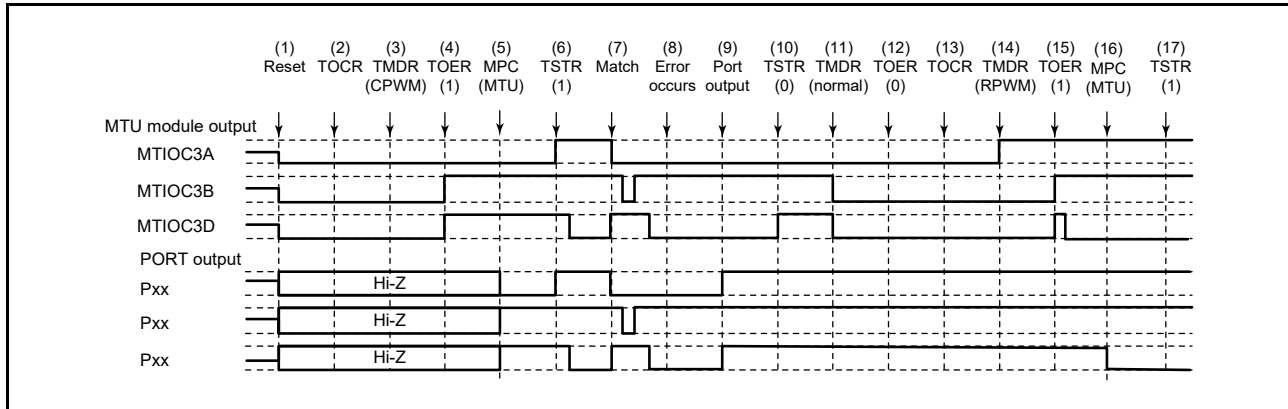 (1) (2) (3) (4) (5) (6) (7) (8) (9) (10) (11) (12) (13) (14) (15) (16) (17)
Reset TOCR TMDR TOER MPC TSTR Match Error Port TSTR TMDR TOER TOCR TMDR TOER MPC TSTR
(CPWM) (1) (MTU) (1) occurs output (0) (normal) (0) (RPWM) (1) (MTU) (1)
MTU module output
MTIOC3A
MTIOC3B
MTIOC3D
PORT output
Pxx Hi-Z
Pxx Hi-Z
Pxx Hi-Z